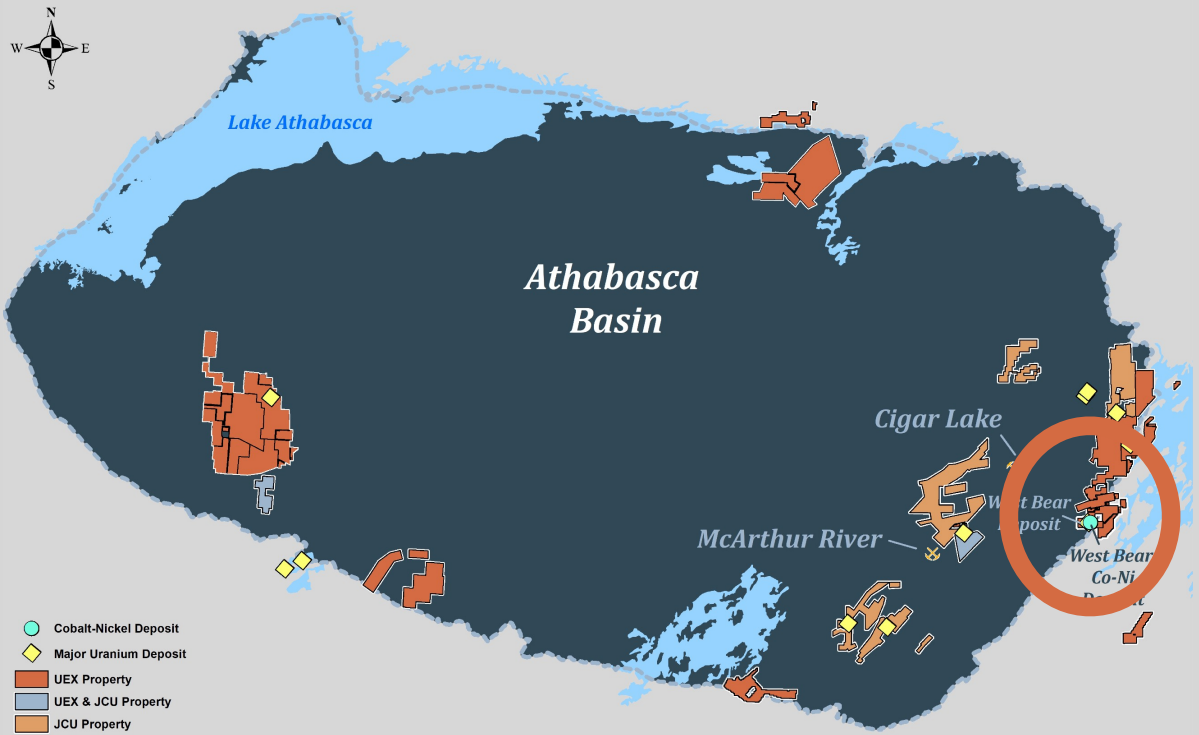 N
W E
S
Lake Athabasca
Athabasca
Basin
Cigar Lake
West Bear
Deposit
McArthur River
West Bear
Co-Ni
Deposit
Cobalt-Nickel Deposit
Major Uranium Deposit
UEX Property
UEX & JCU Property
JCU Property